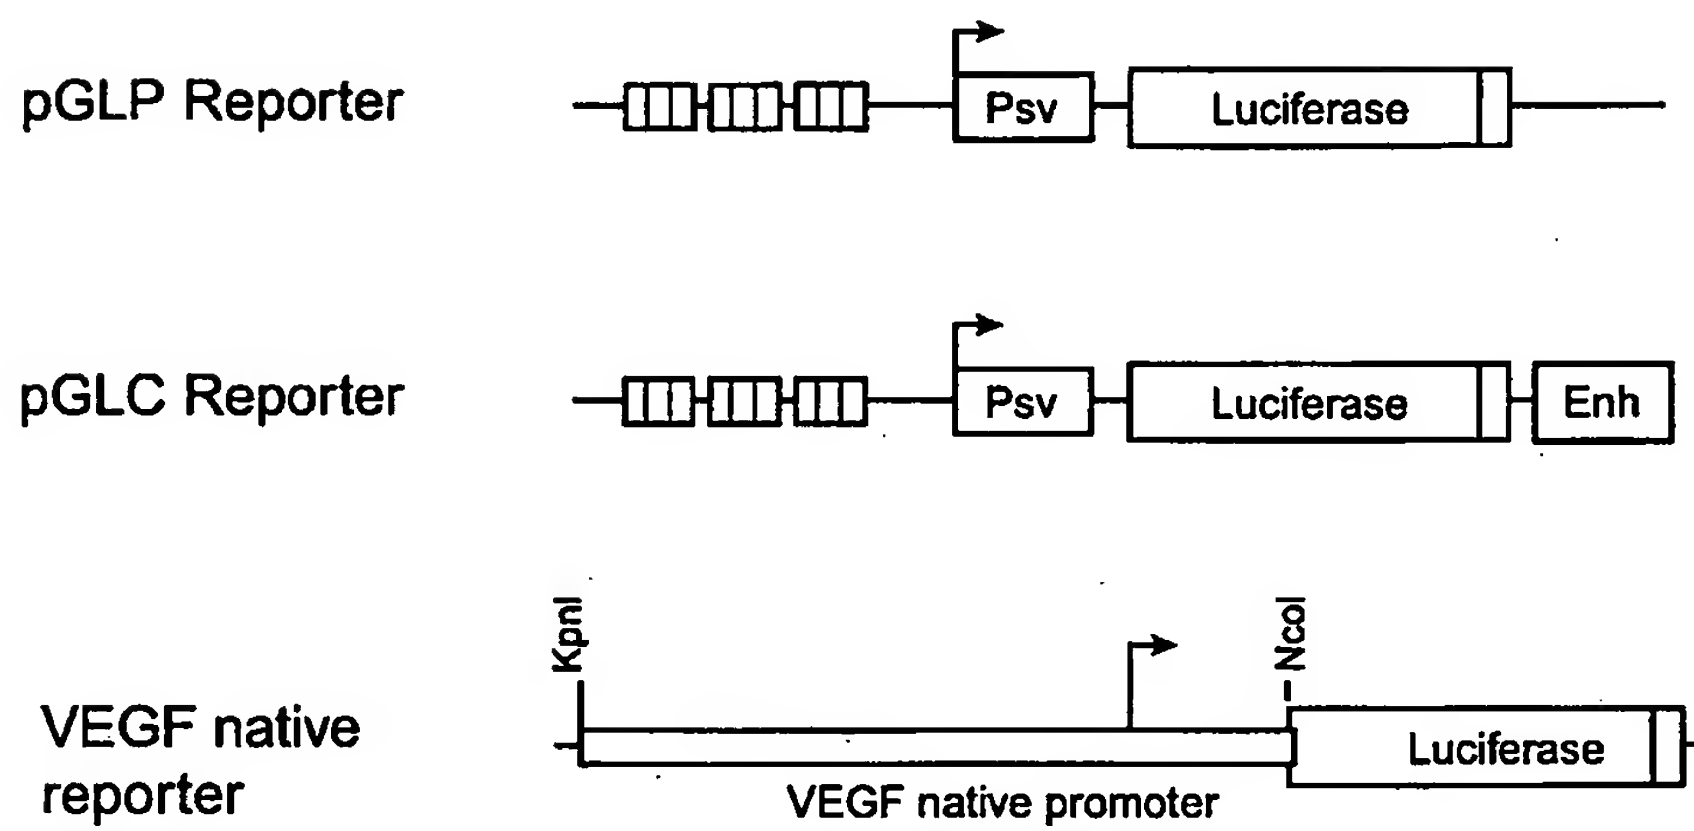 pGLP Reporter
Psv
Luciferase
pGLC Reporter
Psv
Luciferase
Enh
KpnI
NcoI
VEGF native
reporter
Luciferase
VEGF native promoter